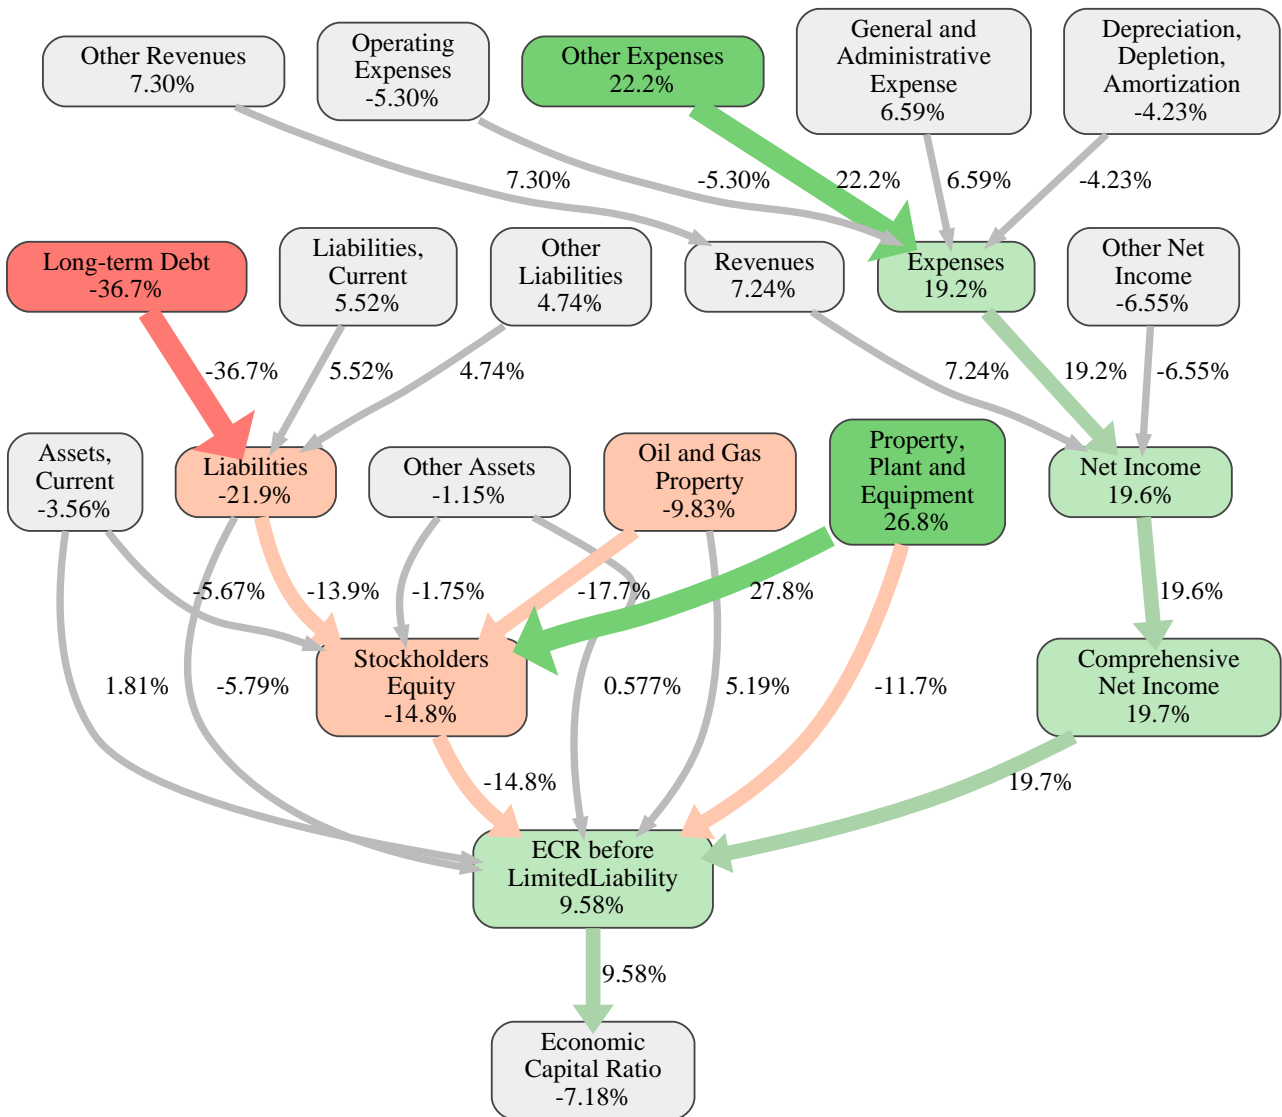 Other Revenues
7.30%
Operating
Expenses
-5.30%
Other Expenses
22.2%
General and
Administrative
Expense
6.59%
Depreciation,
Depletion,
Amortization
-4.23%
7.30%
-5.30%
22.2%
6.59%
-4.23%
Long-term Debt
-36.7%
Liabilities,
Current
5.52%
Other
Liabilities
4.74%
Revenues
7.24%
Expenses
19.2%
Other Net
Income
-6.55%
-36.7%
5.52%
4.74%
7.24%
19.2%
-6.55%
Assets,
Current
-3.56%
Liabilities
-21.9%
Other Assets
-1.15%
Oil and Gas
Property
-9.83%
Property,
Plant and
Equipment
26.8%
Net Income
19.6%
-5.67%
-13.9%
-1.75%
-17.7%
27.8%
19.6%
Stockholders
Equity
-14.8%
Comprehensive
Net Income
19.7%
1.81%
-5.79%
0.577%
5.19%
-11.7%
-14.8%
19.7%
ECR before
LimitedLiability
9.58%
9.58%
Economic
Capital Ratio
-7.18%